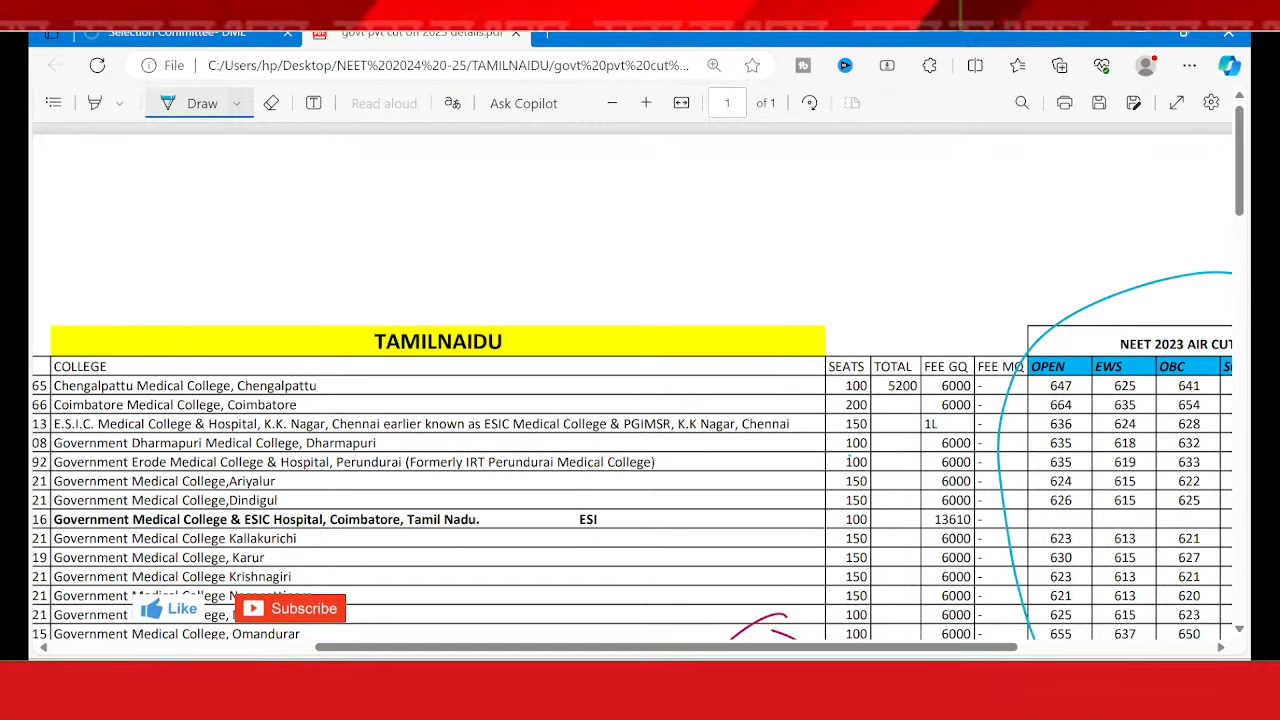 Selection Committee- DME
govt pvt cut off 2023 details.pdf
File C:/Users/hp/Desktop/NEET%202024%20-25/TAMILNAIDU/govt%20pvt%20cut%...
Draw Read aloud Ask Copilot 1 of 1
TAMILNAIDU
NEET 2023 AIR CUT
COLLEGE SEATS TOTAL FEE GQ FEE MQ OPEN EWS OBC
65 Chengalpattu Medical College, Chengalpattu 100 5200 6000 - 647 625 641
66 Coimbatore Medical College, Coimbatore 200 6000 - 664 635 654
13 E.S.I.C. Medical College & Hospital, K.K. Nagar, Chennai earlier known as ESIC Medical College & PGIMSR, K.K Nagar, Chennai 150 1L - 636 624 628
08 Government Dharmapuri Medical College, Dharmapuri 100 6000 - 635 618 632
92 Government Erode Medical College & Hospital, Perundurai (Formerly IRT Perundurai Medical College) 100 6000 - 635 619 633
21 Government Medical College,Ariyalur 150 6000 - 624 615 622
21 Government Medical College,Dindigul 150 6000 - 626 615 625
16 Government Medical College & ESIC Hospital, Coimbatore, Tamil Nadu. ESI 100 13610 -
21 Government Medical College Kallakurichi 150 6000 - 623 613 621
19 Government Medical College, Karur 150 6000 - 630 615 627
21 Government Medical College Krishnagiri 150 6000 - 623 613 621
21 Government Medical College 150 6000 - 621 613 620
21 Gove 100 6000 - 625 615 623
15 Government Medical College, Omandurar 100 6000 - 655 637 650
Like Subscribe